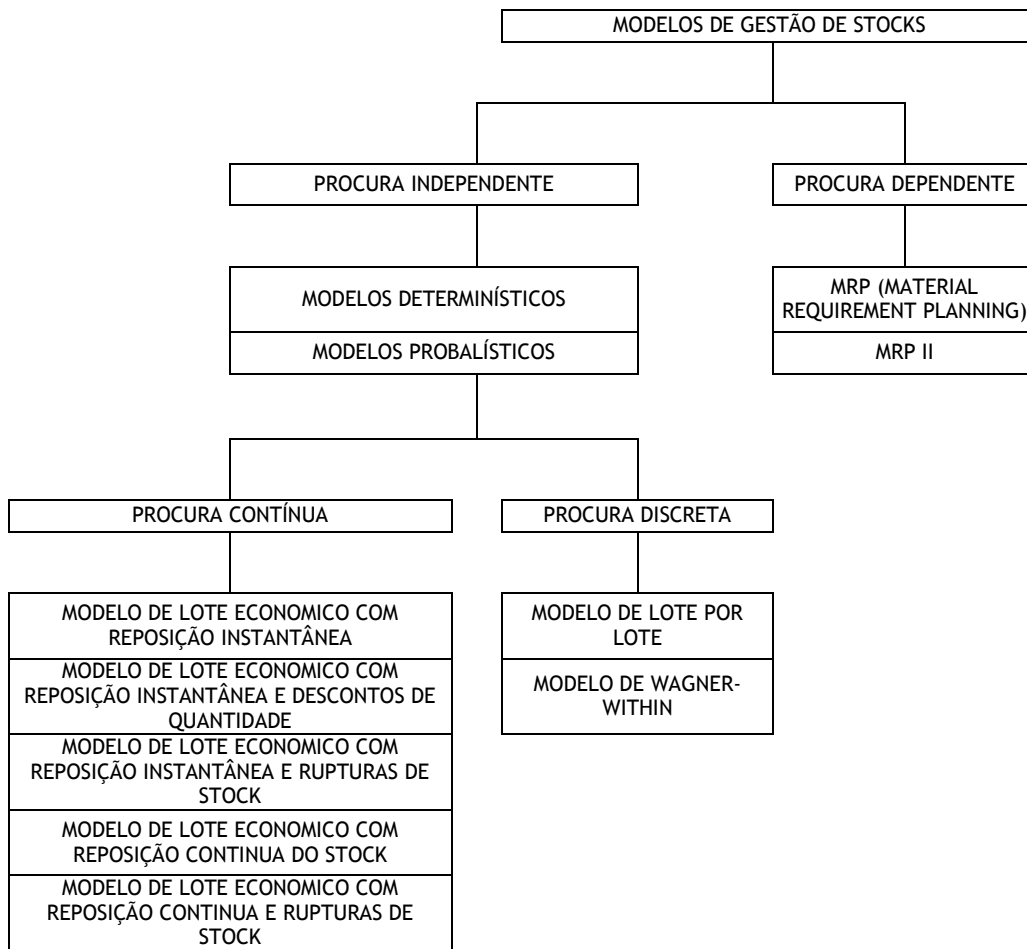 MODELOS DE GESTÃO DE STOCKS
PROCURA INDEPENDENTE
PROCURA DEPENDENTE
MODELOS DETERMINÍSTICOS
MODELOS PROBALÍSTICOS
MRP (MATERIAL
REQUIREMENT PLANNING)
MRP II
PROCURA CONTÍNUA
PROCURA DISCRETA
MODELO DE LOTE ECONOMICO COM
REPOSIÇÃO INSTANTÂNEA
MODELO DE LOTE ECONOMICO COM
REPOSIÇÃO INSTANTÂNEA E DESCONTOS DE
QUANTIDADE
MODELO DE LOTE ECONOMICO COM
REPOSIÇÃO INSTANTÂNEA E RUPTURAS DE
STOCK
MODELO DE LOTE ECONOMICO COM
REPOSIÇÃO CONTINUA DO STOCK
MODELO DE LOTE ECONOMICO COM
REPOSIÇÃO CONTINUA E RUPTURAS DE
STOCK
MODELO DE LOTE POR
LOTE
MODELO DE WAGNER-
WITHIN